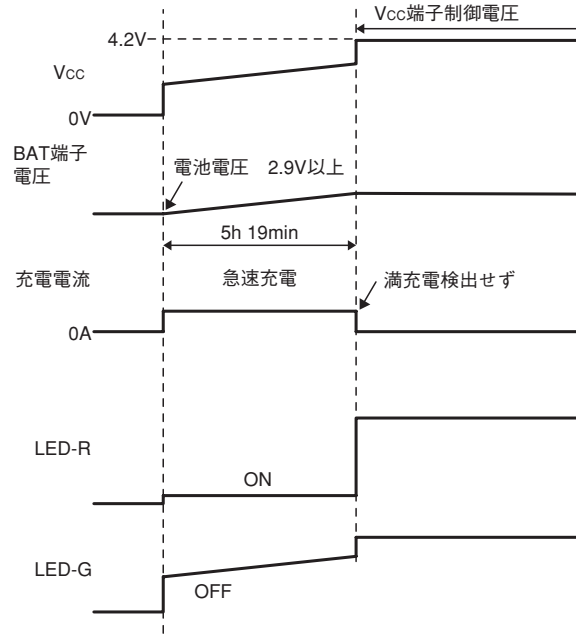 Vcc端子制御電圧
4.2V
Vcc
0V
BAT端子
電圧
電池電圧 2.9V以上
5h 19min
充電電流
急速充電
満充電検出せず
0A
LED-R
ON
LED-G
OFF